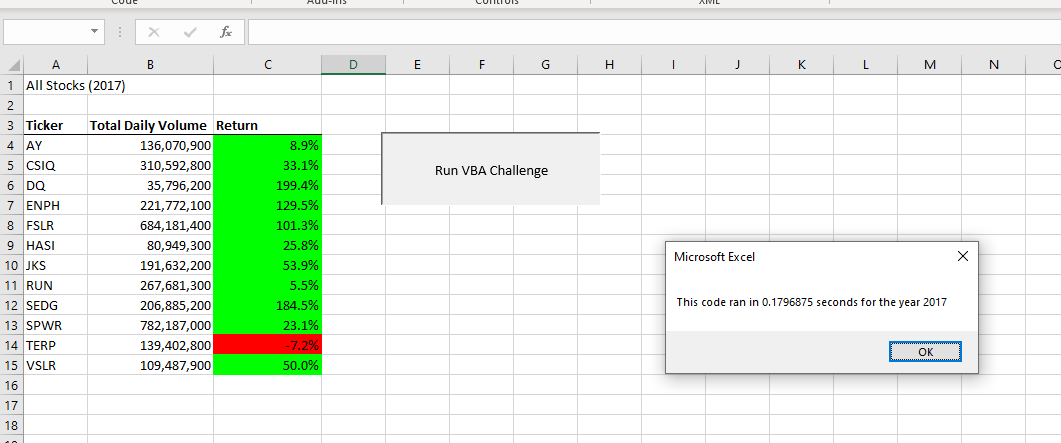 Code Add-ins Controls XML
fx
A B C D E F G H I J K L M N O
1 All Stocks (2017)
2
3 Ticker Total Daily Volume Return
4 AY 136,070,900 8.9%
5 CSIQ 310,592,800 33.1%
6 DQ 35,796,200 199.4%
7 ENPH 221,772,100 129.5%
8 FSLR 684,181,400 101.3%
9 HASI 80,949,300 25.8%
10 JKS 191,632,200 53.9%
11 RUN 267,681,300 5.5%
12 SEDG 206,885,200 184.5%
13 SPWR 782,187,000 23.1%
14 TERP 139,402,800 -7.2%
15 VSLR 109,487,900 50.0%
16
17
18
Run VBA Challenge
Microsoft Excel
This code ran in 0.1796875 seconds for the year 2017
OK